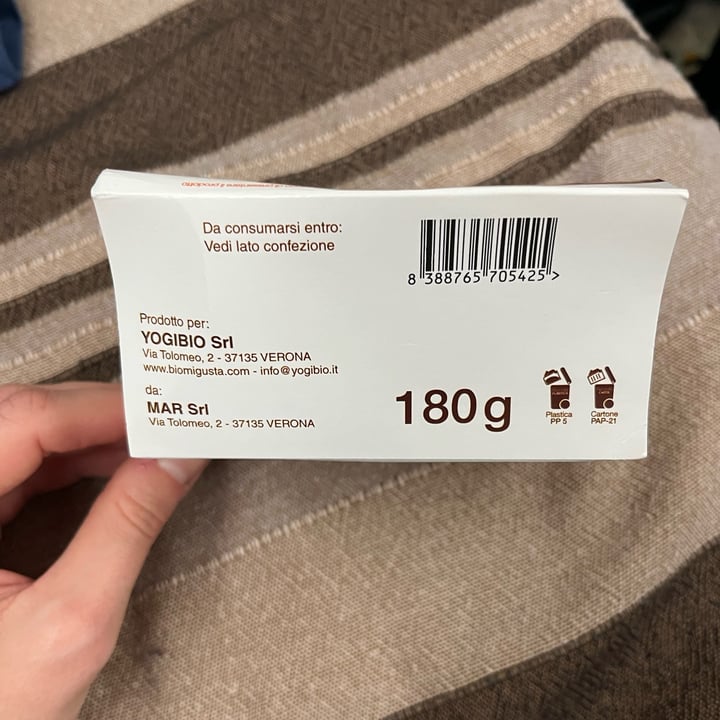 Da consumarsi entro:
Vedi lato confezione
8 388765 705425 >
Prodotto per:
YOGIBIO Srl
Via Tolomeo, 2 - 37135 VERONA
www.biomigusta.com - info@yogibio.it
da:
MAR Srl
Via Tolomeo, 2 - 37135 VERONA
180g
Plastica
PP 5
Cartone
PAP-21